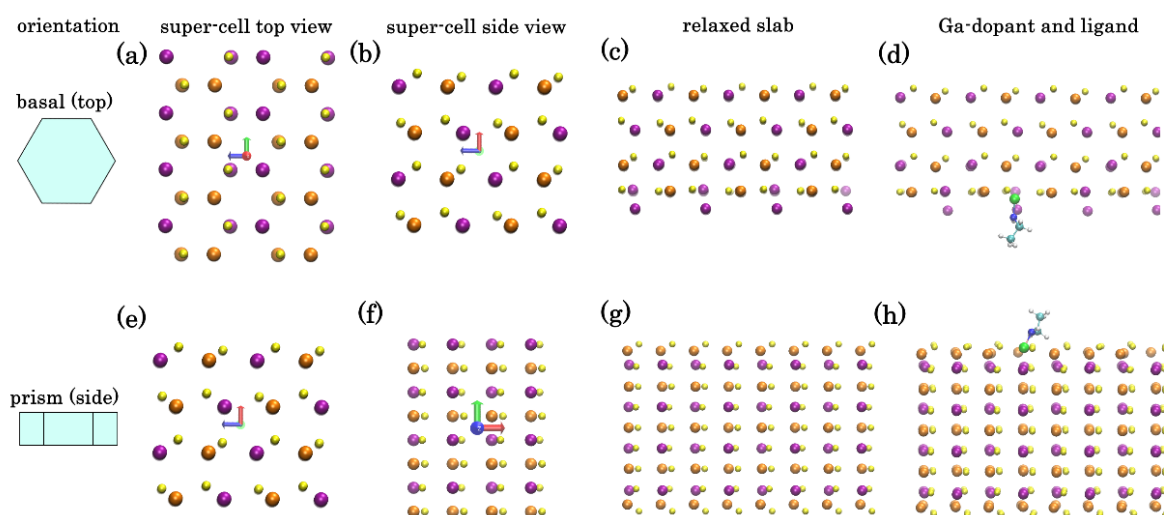 orientation
super-cell top view
super-cell side view
relaxed slab
Ga-dopant and ligand
(a)
(b)
(c)
(d)
basal (top)
(e)
(f)
(g)
(h)
prism (side)